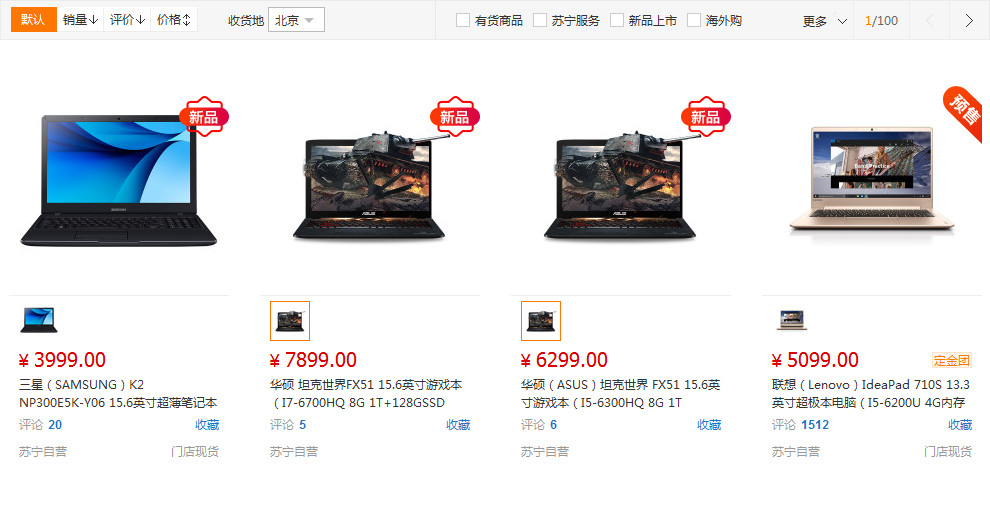 默认 销量 评价 价格 收货地 北京 有货商品 苏宁服务 新品上市 海外购 更多 1/100
新品
新品
新品
预售
SAMSUNG
ASUS
ASUS
¥ 3999.00
三星（SAMSUNG）K2
NP300E5K-Y06 15.6英寸超薄笔记本
评论 20 收藏
苏宁自营 门店现货
¥ 7899.00
华硕 坦克世界FX51 15.6英寸游戏本
（I7-6700HQ 8G 1T+128GSSD
评论 5 收藏
苏宁自营
¥ 6299.00
华硕（ASUS）坦克世界 FX51 15.6英
寸游戏本（I5-6300HQ 8G 1T
评论 6 收藏
苏宁自营
¥ 5099.00 定金团
联想（Lenovo）IdeaPad 710S 13.3
英寸超极本电脑（I5-6200U 4G内存
评论 1512 收藏
苏宁自营 门店现货